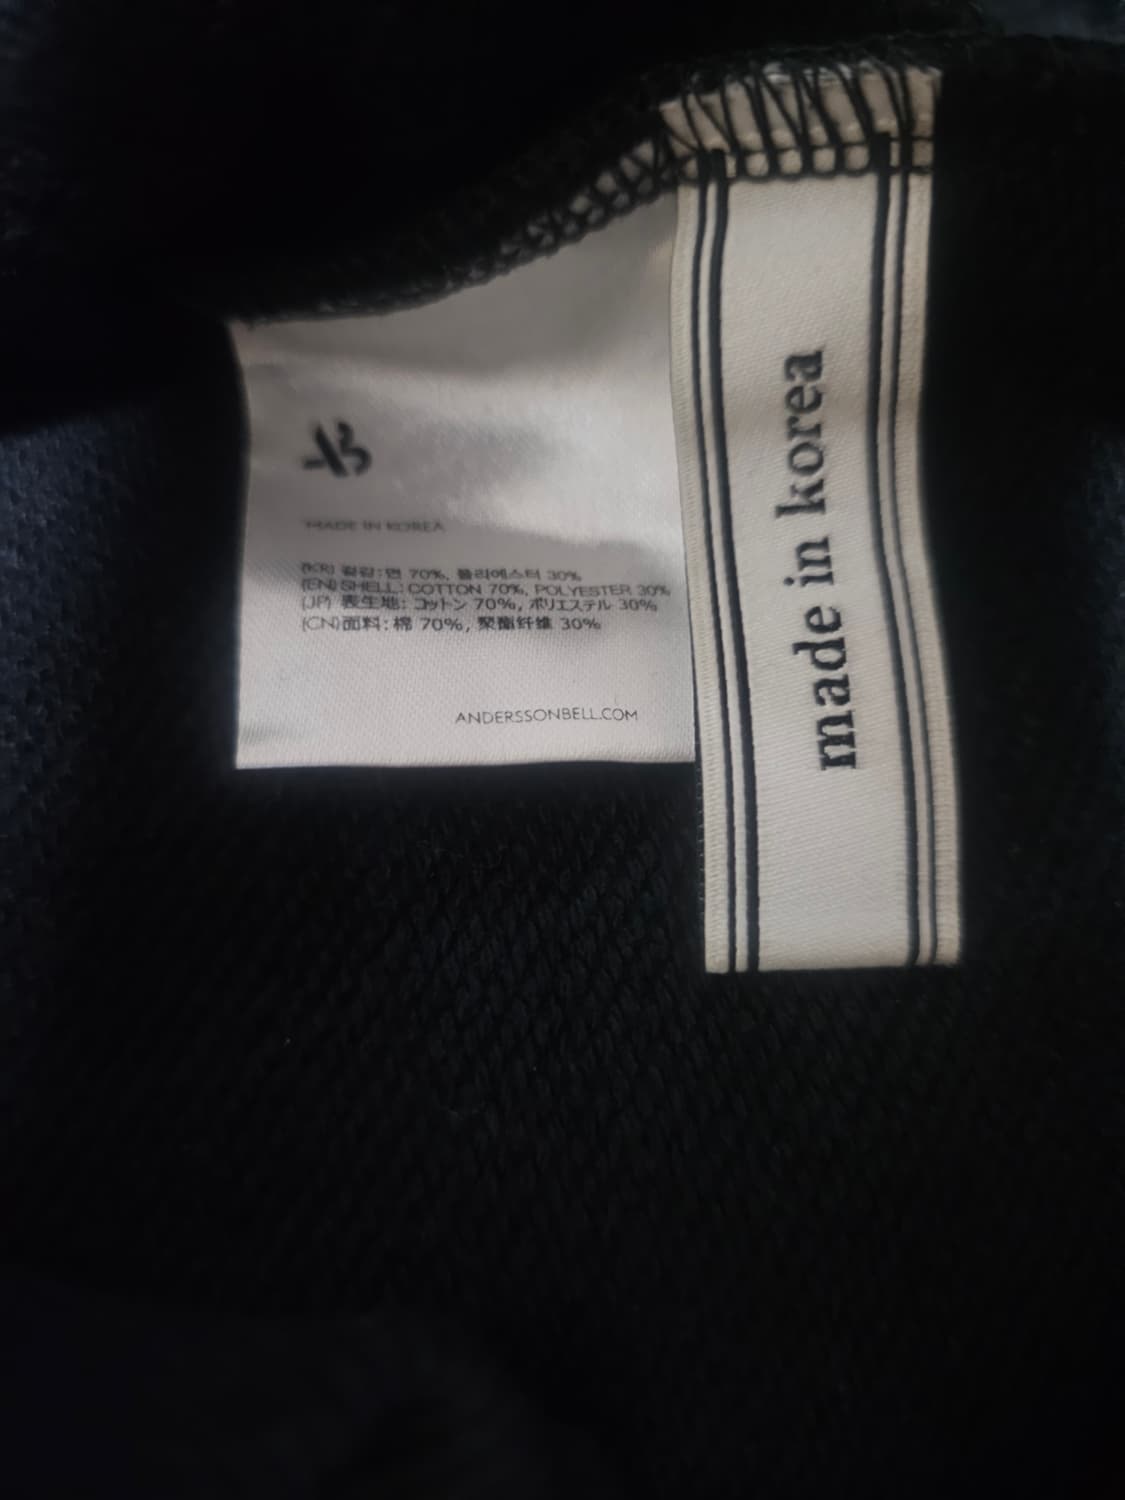 MADE IN KOREA
(KR) 겉감: 면 70%, 폴리에스터 30%
(EN) SHELL: COTTON 70%, POLYESTER 30%
(JP) 表生地: コットン 70%, ポリエステル 30%
(CN)面料: 棉 70%, 聚酯纤维 30%
ANDERSSONBELL.COM
made in korea